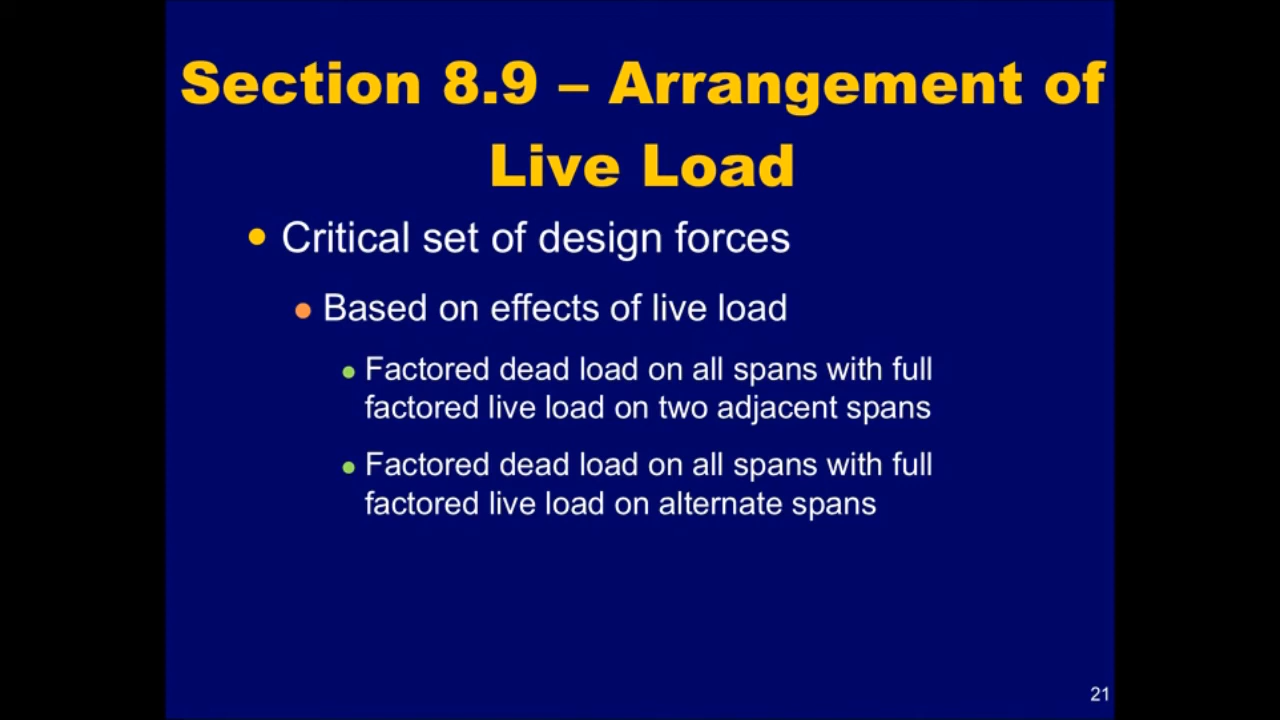 Section 8.9 – Arrangement of
Live Load
• Critical set of design forces
• Based on effects of live load
• Factored dead load on all spans with full
factored live load on two adjacent spans
• Factored dead load on all spans with full
factored live load on alternate spans
21